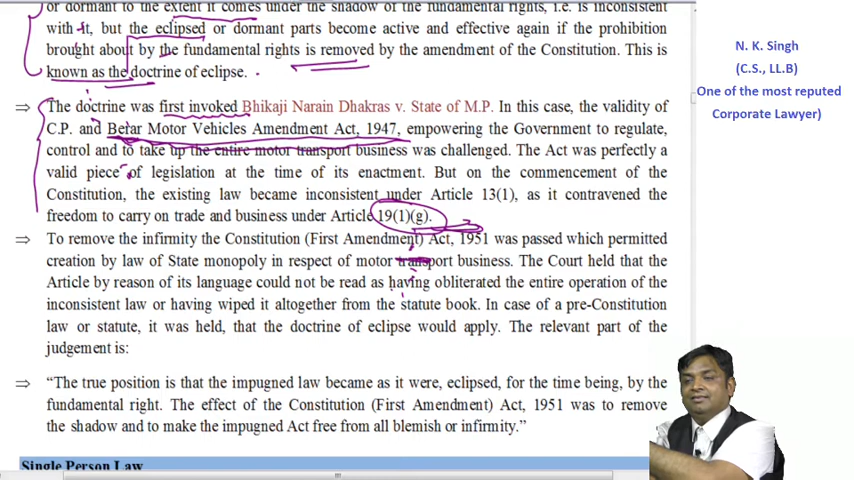 or dormant to the extent it comes under the shadow of the fundamental rights, i.e. is inconsistent
with it, but the eclipsed or dormant parts become active and effective again if the prohibition
brought about by the fundamental rights is removed by the amendment of the Constitution. This is
known as the doctrine of eclipse.
⇒ The doctrine was first invoked Bhikaji Narain Dhakras v. State of M.P. In this case, the validity of
C.P. and Berar Motor Vehicles Amendment Act, 1947, empowering the Government to regulate,
control and to take up the entire motor transport business was challenged. The Act was perfectly a
valid piece of legislation at the time of its enactment. But on the commencement of the
Constitution, the existing law became inconsistent under Article 13(1), as it contravened the
freedom to carry on trade and business under Article 19(1)(g).
⇒ To remove the infirmity the Constitution (First Amendment) Act, 1951 was passed which permitted
creation by law of State monopoly in respect of motor transport business. The Court held that the
Article by reason of its language could not be read as having obliterated the entire operation of the
inconsistent law or having wiped it altogether from the statute book. In case of a pre-Constitution
law or statute, it was held, that the doctrine of eclipse would apply. The relevant part of the
judgement is:
⇒ “The true position is that the impugned law became as it were, eclipsed, for the time being, by the
fundamental right. The effect of the Constitution (First Amendment) Act, 1951 was to remove
the shadow and to make the impugned Act free from all blemish or infirmity.”
Single Person Law
N. K. Singh
(C.S., LL.B)
One of the most reputed
Corporate Lawyer)